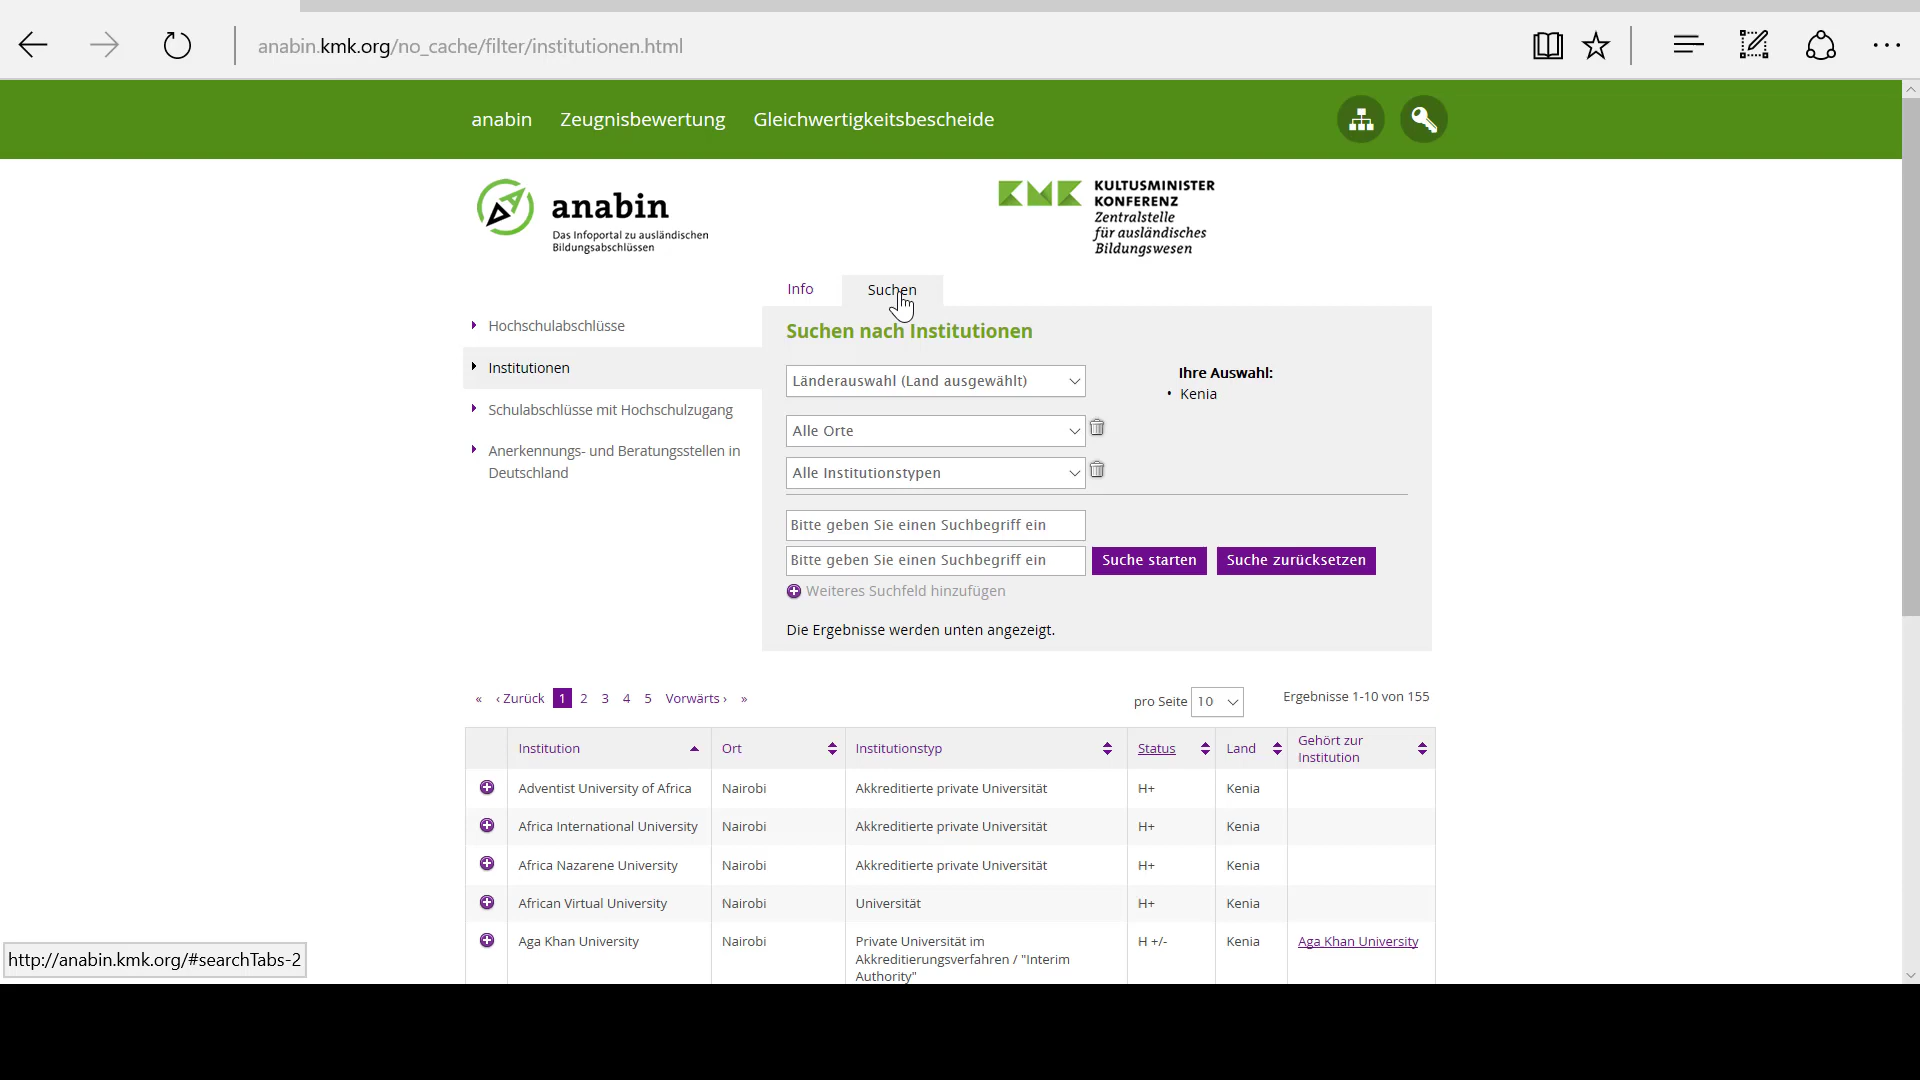 anabin.kmk.org/no_cache/filter/institutionen.html
anabin Zeugnisbewertung Gleichwertigkeitsbescheide
anabin
Das Infoportal zu ausländischen
Bildungsabschlüssen
KMK KULTUSMINISTER
KONFERENZ
Zentralstelle
für ausländisches
Bildungswesen
Info Suchen
Hochschulabschlüsse
Institutionen
Schulabschlüsse mit Hochschulzugang
Anerkennungs- und Beratungsstellen in
Deutschland
Suchen nach Institutionen
Länderauswahl (Land ausgewählt)
Ihre Auswahl:
• Kenia
Alle Orte
Alle Institutionstypen
Bitte geben Sie einen Suchbegriff ein
Bitte geben Sie einen Suchbegriff ein Suche starten Suche zurücksetzen
Weiteres Suchfeld hinzufügen
Die Ergebnisse werden unten angezeigt.
« ‹ Zurück 1 2 3 4 5 Vorwärts › » pro Seite 10 Ergebnisse 1-10 von 155
Institution Ort Institutionstyp Status Land Gehört zur
Institution
Adventist University of Africa Nairobi Akkreditierte private Universität H+ Kenia
Africa International University Nairobi Akkreditierte private Universität H+ Kenia
Africa Nazarene University Nairobi Akkreditierte private Universität H+ Kenia
African Virtual University Nairobi Universität H+ Kenia
Aga Khan University Nairobi Private Universität im H +/- Kenia Aga Khan University
Akkreditierungsverfahren / "Interim
Authority"
http://anabin.kmk.org/#searchTabs-2